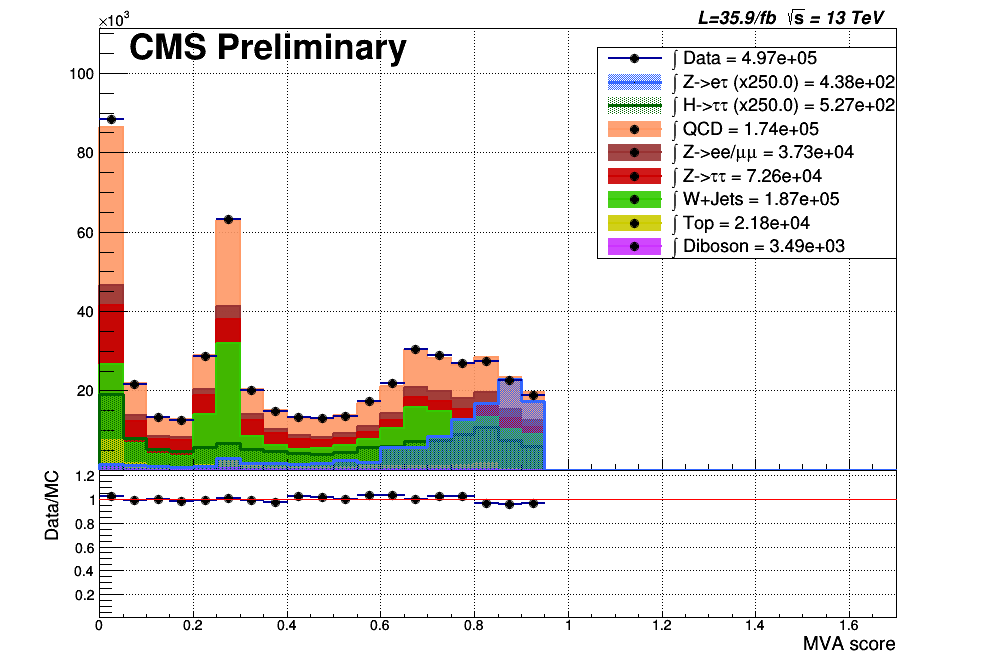 ×10³
L=35.9/fb √s = 13 TeV
CMS Preliminary
100
80
60
40
20
∫ Data = 4.97e+05
∫ Z->eτ (x250.0) = 4.38e+02
∫ H->ττ (x250.0) = 5.27e+02
∫ QCD = 1.74e+05
∫ Z->ee/μμ = 3.73e+04
∫ Z->ττ = 7.26e+04
∫ W+Jets = 1.87e+05
∫ Top = 2.18e+04
∫ Diboson = 3.49e+03
Data/MC
1.2
1
0.8
0.6
0.4
0.2
0 0.2 0.4 0.6 0.8 1 1.2 1.4 1.6
MVA score